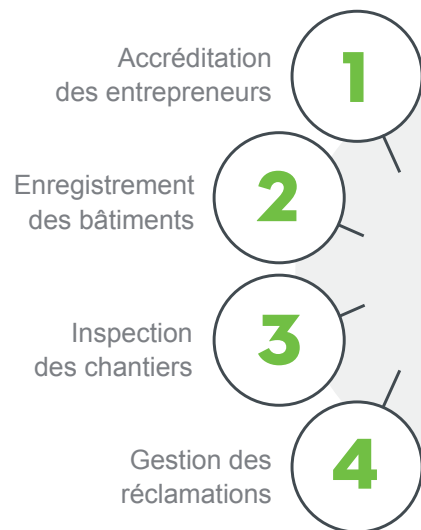 Accréditation
des entrepreneurs
1
Enregistrement
des bâtiments
2
Inspection
des chantiers
3
Gestion des
réclamations
4